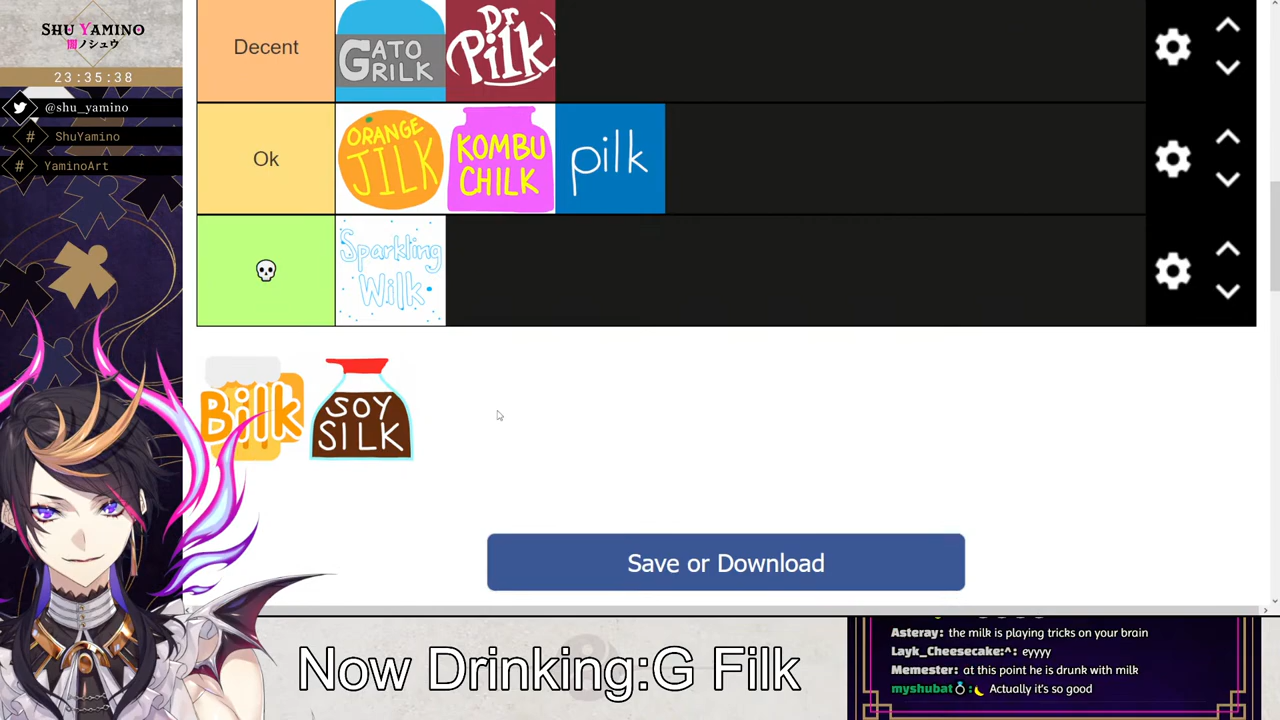 SHU YAMINO
闇ノシュウ
23:35:38
@shu_yamino
# ShuYamino
# YaminoArt
Decent
GATO
GRILK
Dr
Pilk
Ok
ORANGE
JILK
KOMBU
CHILK
pilk
Sparkling
Wilk
Bilk
SOY
SILK
Save or Download
Now Drinking:G Filk
Asteray: the milk is playing tricks on your brain
Layk_Cheesecake:^: eyyyy
Memester: at this point he is drunk with milk
myshubat💍:🌙 Actually it's so good